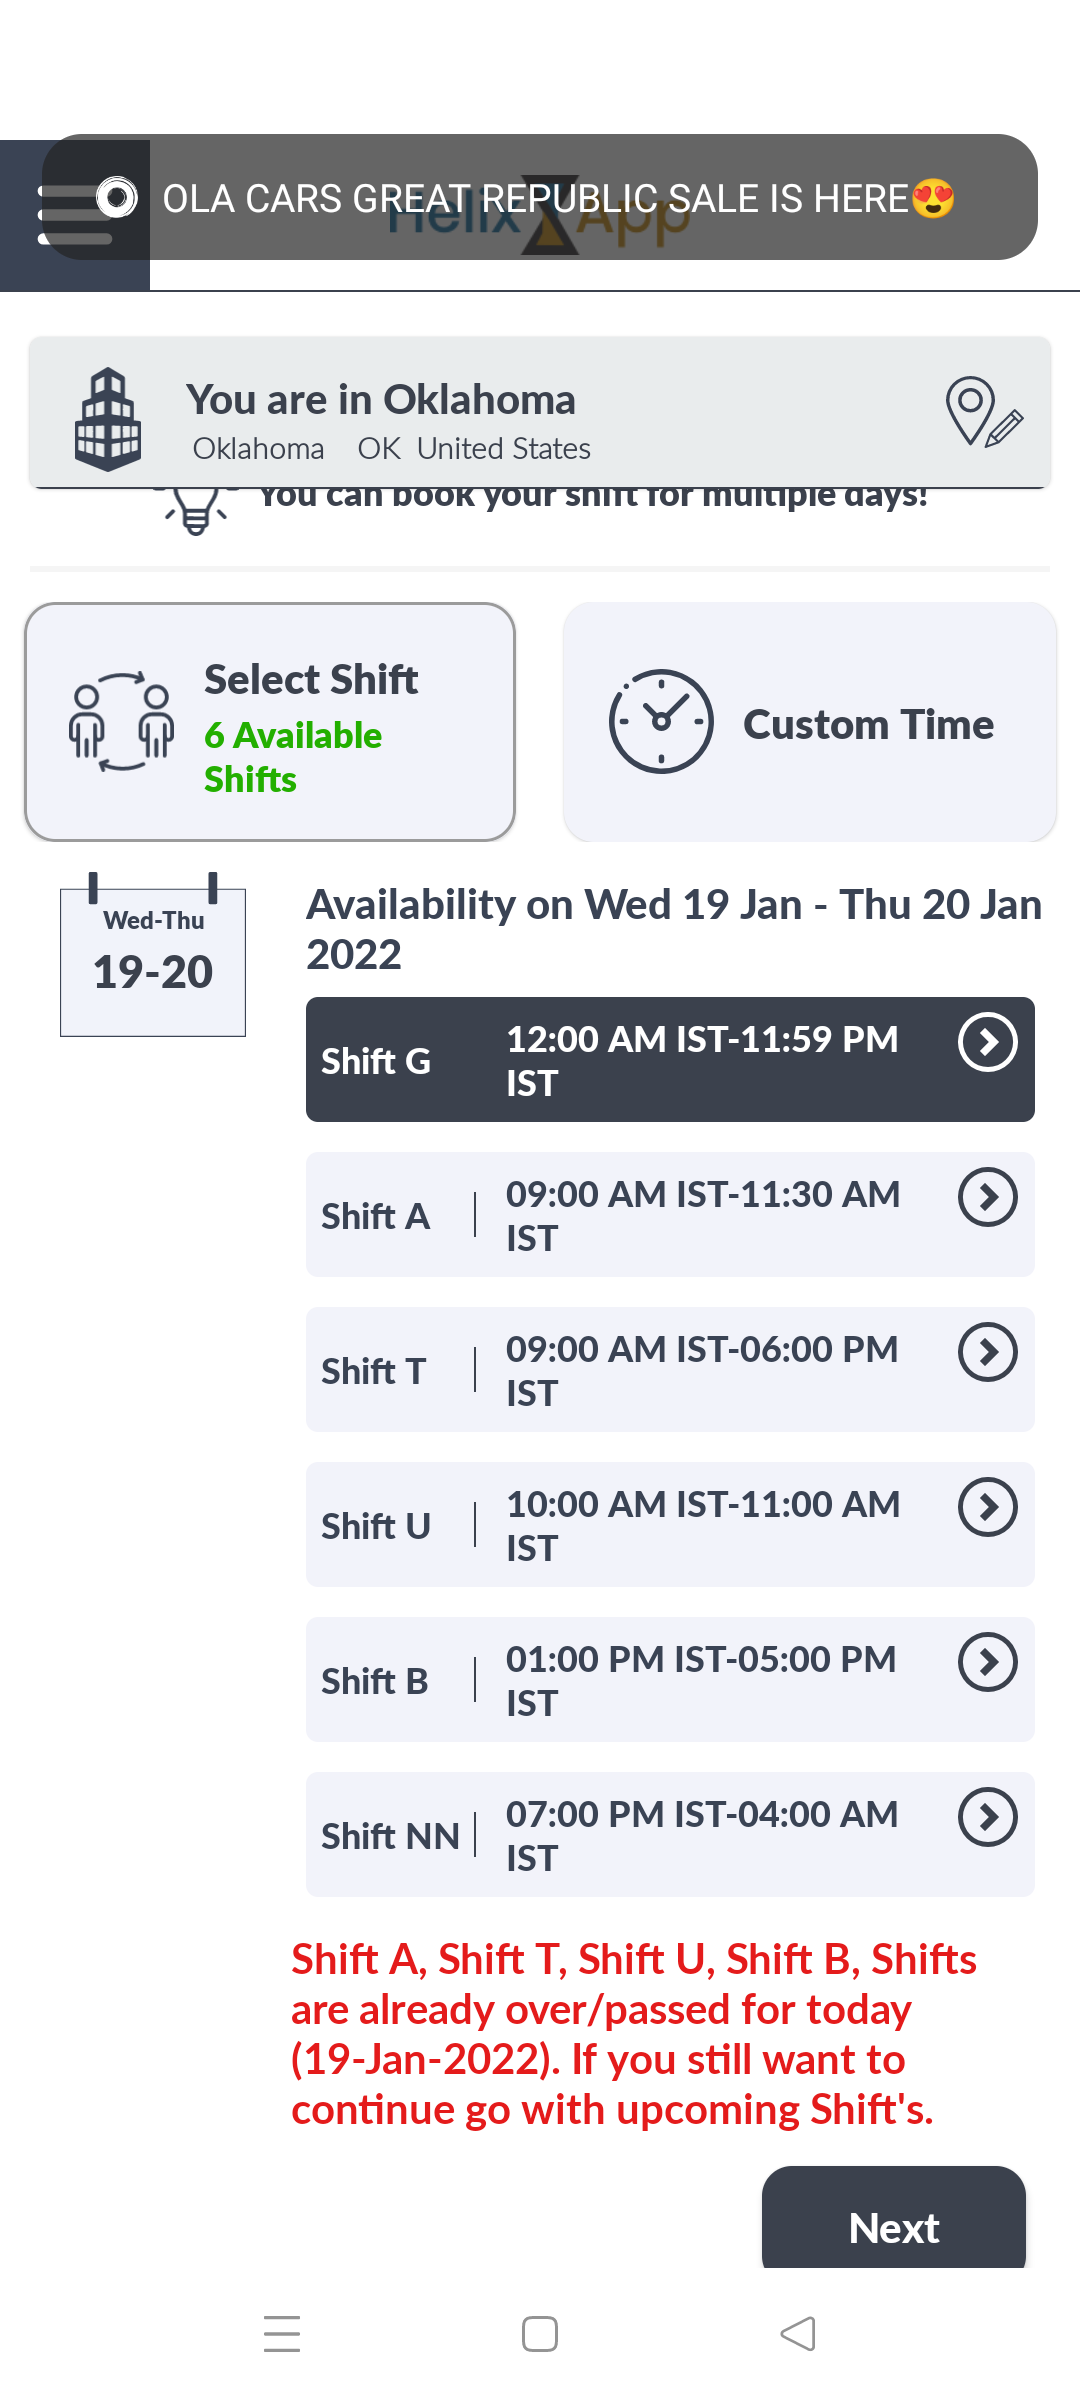 OLA CARS GREAT REPUBLIC SALE IS HERE😍
Helix App
You are in Oklahoma
Oklahoma OK United States
You can book your shift for multiple days!
Select Shift
6 Available
Shifts
Custom Time
Wed-Thu
19-20
Availability on Wed 19 Jan - Thu 20 Jan
2022
Shift G
12:00 AM IST-11:59 PM
IST
Shift A
09:00 AM IST-11:30 AM
IST
Shift T
09:00 AM IST-06:00 PM
IST
Shift U
10:00 AM IST-11:00 AM
IST
Shift B
01:00 PM IST-05:00 PM
IST
Shift NN
07:00 PM IST-04:00 AM
IST
Shift A, Shift T, Shift U, Shift B, Shifts
are already over/passed for today
(19-Jan-2022). If you still want to
continue go with upcoming Shift's.
Next